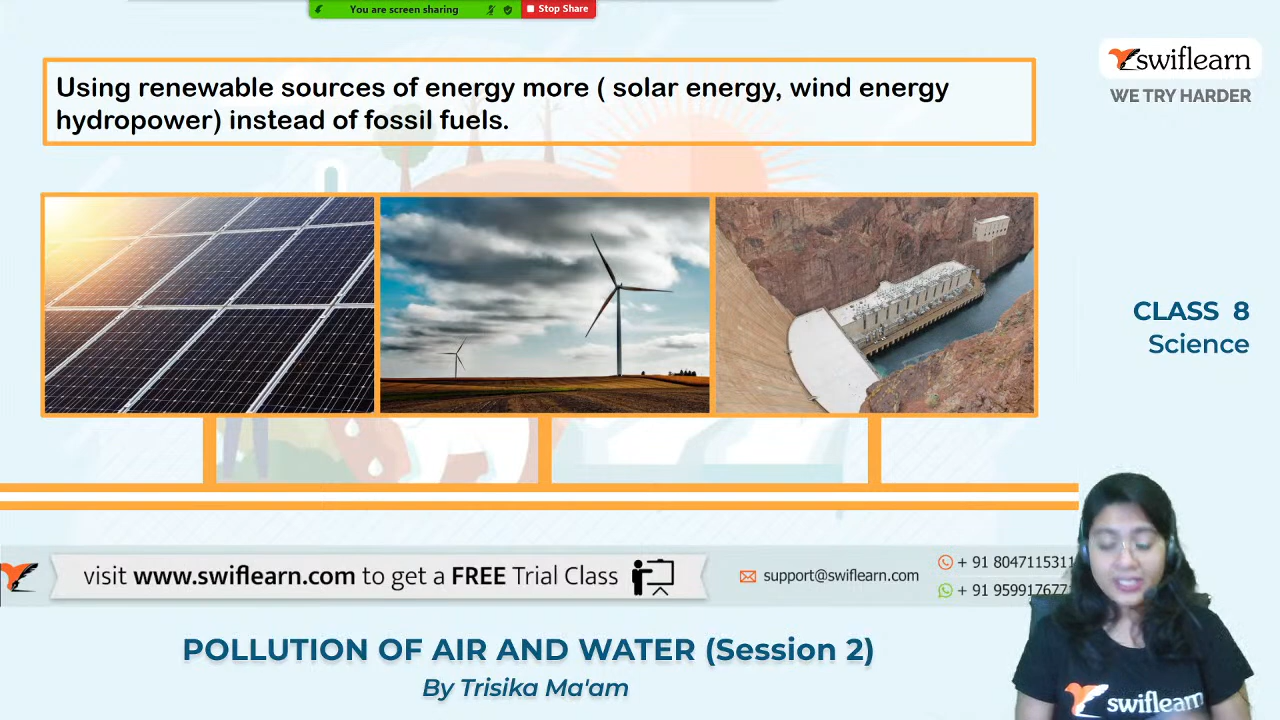 You are screen sharing
Stop Share
swiflearn
WE TRY HARDER
Using renewable sources of energy more ( solar energy, wind energy
hydropower) instead of fossil fuels.
CLASS 8
Science
visit www.swiflearn.com to get a FREE Trial Class
support@swiflearn.com
+ 91 8047115311
+ 91 959917677
POLLUTION OF AIR AND WATER (Session 2)
By Trisika Ma'am
swiflearn